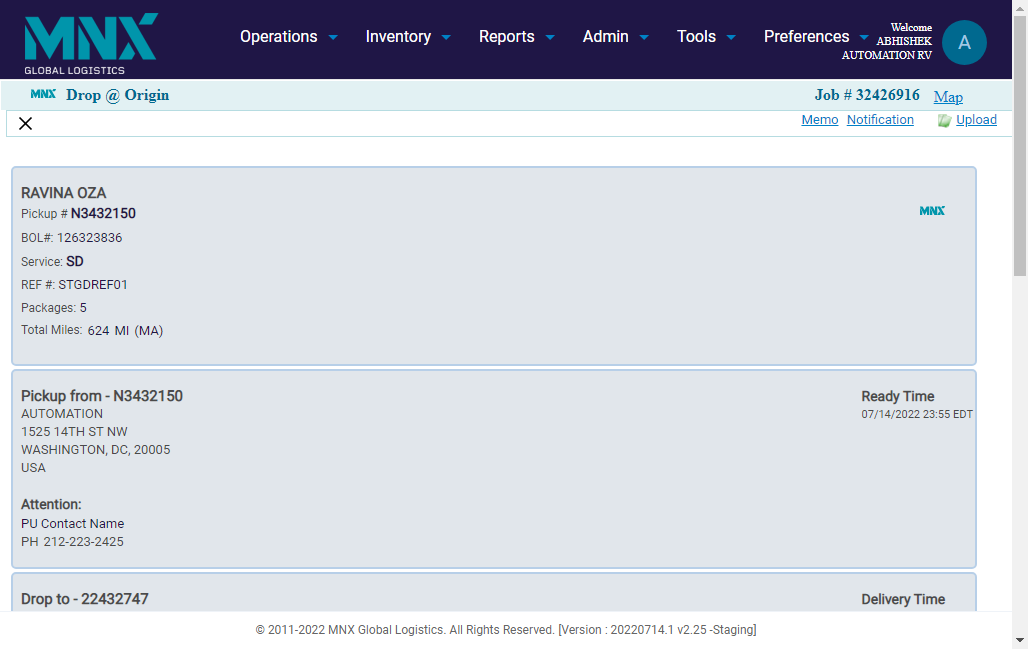 MNX
GLOBAL LOGISTICS
Operations Inventory Reports Admin Tools Preferences
Welcome
ABHISHEK
AUTOMATION RV
A
MNX Drop @ Origin Job # 32426916 Map
Memo Notification Upload
RAVINA OZA
Pickup # N3432150
MNX
BOL#: 126323836
Service: SD
REF #: STGDREF01
Packages: 5
Total Miles: 624 MI (MA)
Pickup from - N3432150 Ready Time
AUTOMATION 07/14/2022 23:55 EDT
1525 14TH ST NW
WASHINGTON, DC, 20005
USA
Attention:
PU Contact Name
PH 212-223-2425
Drop to - 22432747 Delivery Time
© 2011-2022 MNX Global Logistics. All Rights Reserved. [Version : 20220714.1 v2.25 -Staging]